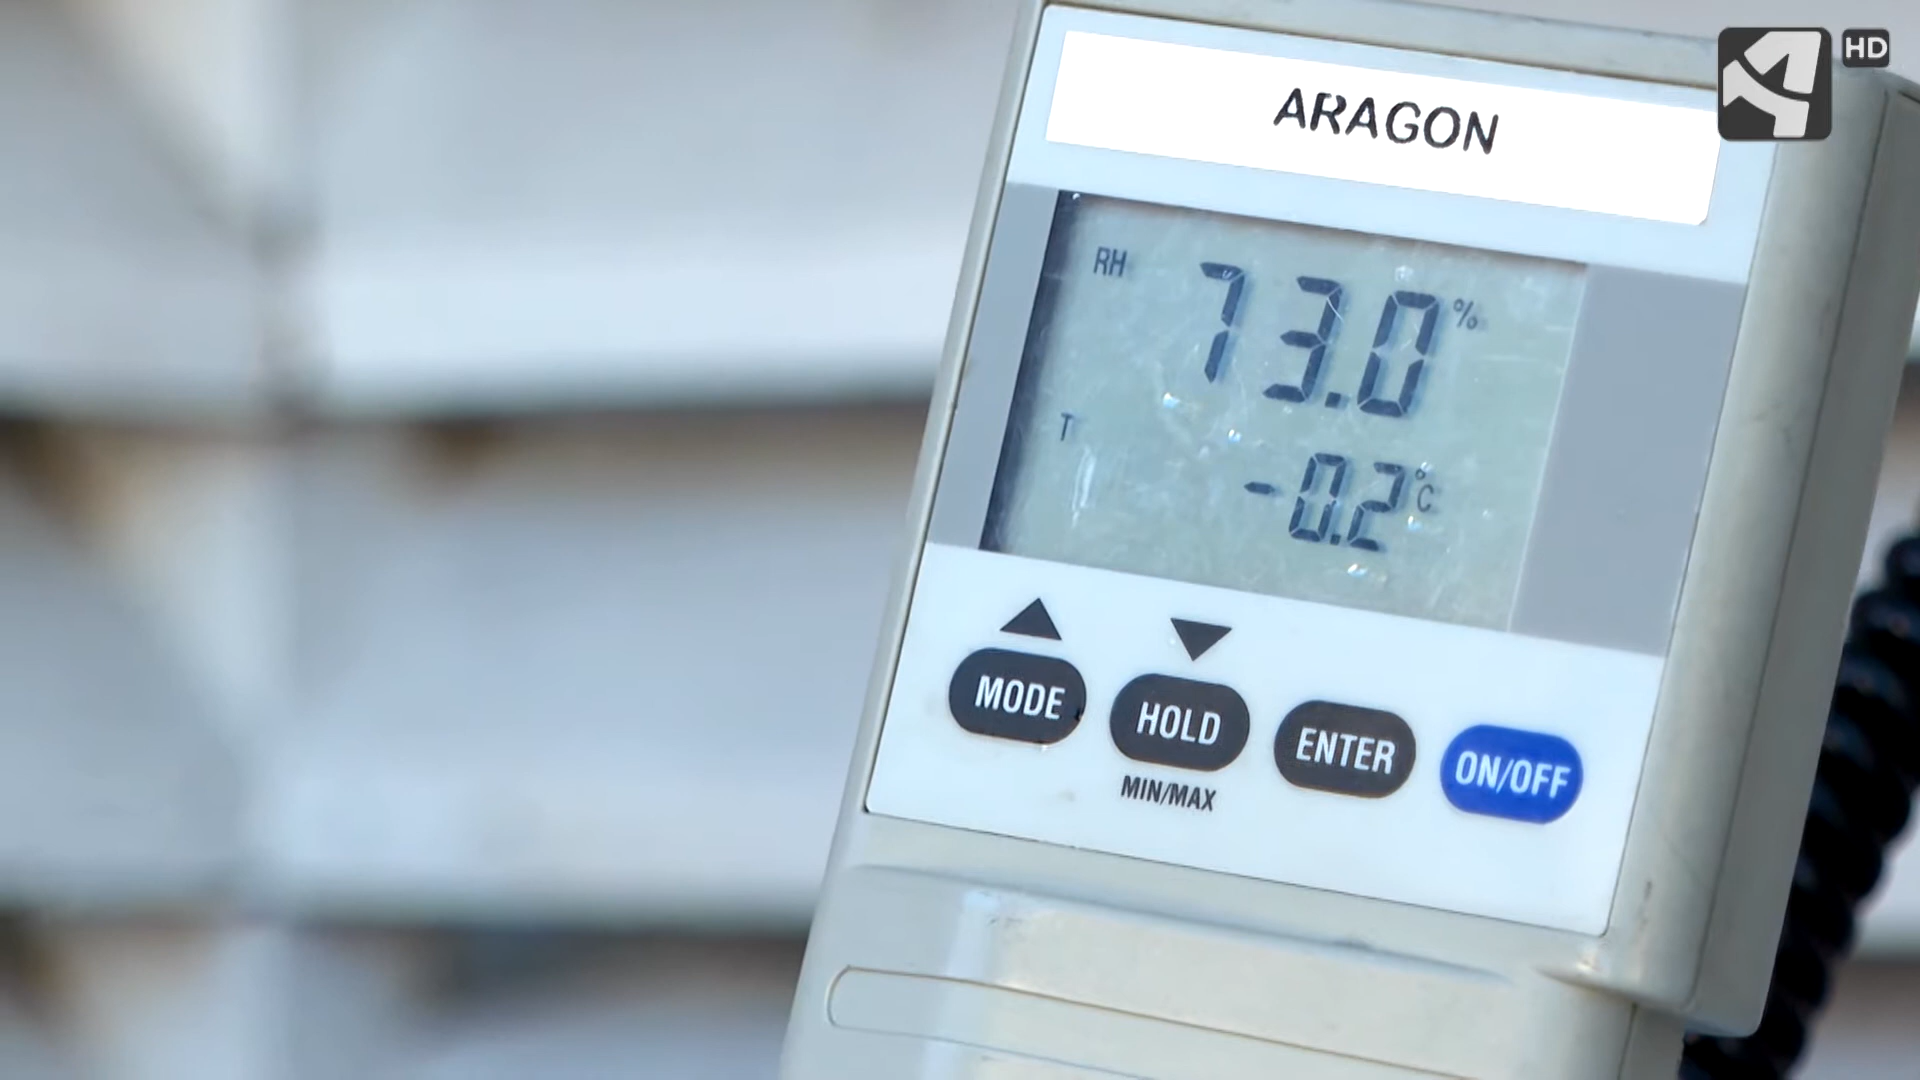 HD
ARAGON
RH 73.0 %
T -0.2 °C
MODE HOLD ENTER ON/OFF
MIN/MAX